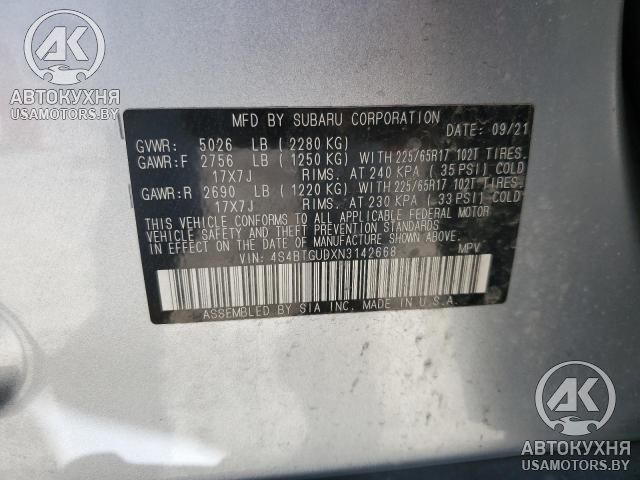 AK
АВТОКУХНЯ
USAMOTORS.BY
MFD BY SUBARU CORPORATION
DATE: 09/21
GVWR: 5026 LB ( 2280 KG)
GAWR:F 2756 LB ( 1250 KG) WITH 225/65R17 102T TIRES,
17X7J RIMS. AT 240 KPA ( 35 PSI) COLD
GAWR:R 2690 LB ( 1220 KG) WITH 225/65R17 102T TIRES,
17X7J RIMS. AT 230 KPA ( 33 PSI) COLD
THIS VEHICLE CONFORMS TO ALL APPLICABLE FEDERAL MOTOR
VEHICLE SAFETY, BUMPER, AND THEFT PREVENTION STANDARDS
IN EFFECT ON THE DATE OF MANUFACTURE SHOWN ABOVE.
VIN: 4S4BTGUDXN3142668
MPV
ASSEMBLED BY SIA INC. MADE IN U.S.A.
AK
АВТОКУХНЯ
USAMOTORS.BY